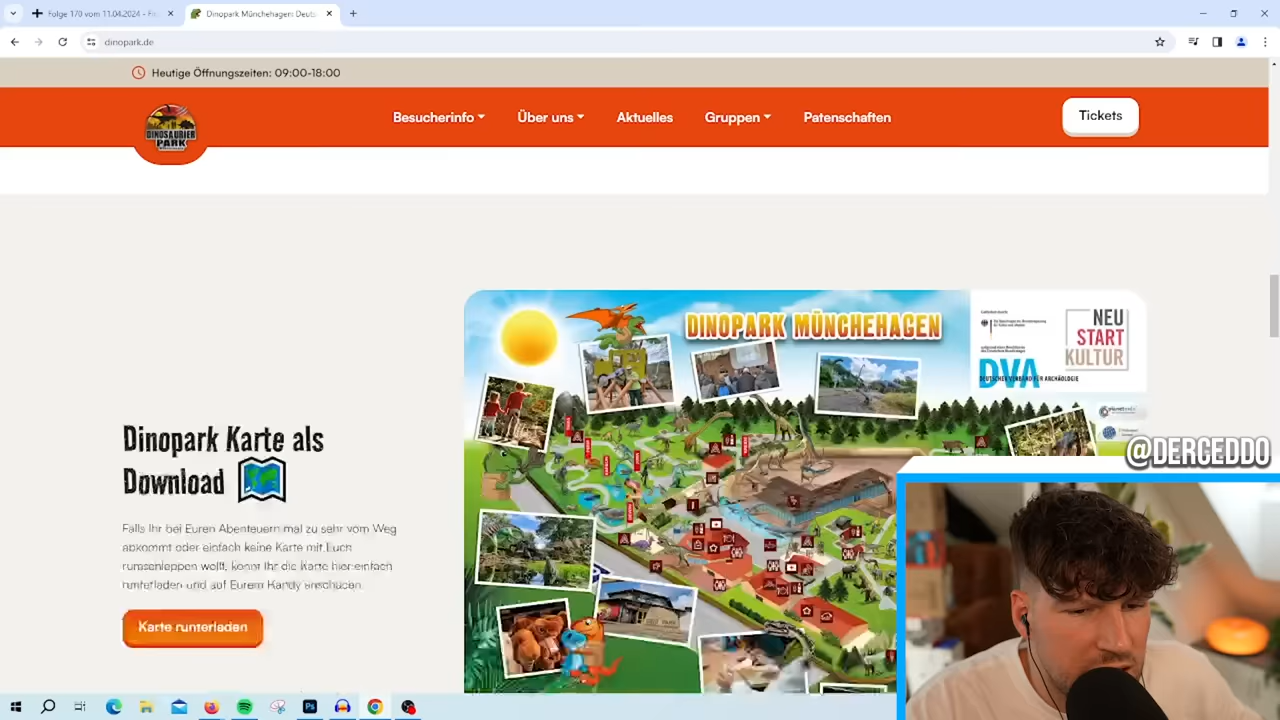 Folge 170 vom 11.04.2024 - F
Dinopark Münchehagen: Deuts
dinopark.de
Heutige Öffnungszeiten: 09:00-18:00
DINOSAURIER
PARK
Besucherinfo
Über uns
Aktuelles
Gruppen
Patenschaften
Tickets
DINOPARK MÜNCHEHAGEN
NEU
START
KULTUR
DVA
DEUTSCHER VERBAND FÜR ARCHÄOLOGIE
@DERGEDDO
Dinopark Karte als
Download
Falls Ihr bei Euren Abenteuern mal zu sehr vom Weg
abkommt oder einfach keine Karte mit Euch
rumschleppen wollt, könnt Ihr die Karte hier einfach
runterladen und auf Eurem Handy anschauen.
Karte runterladen